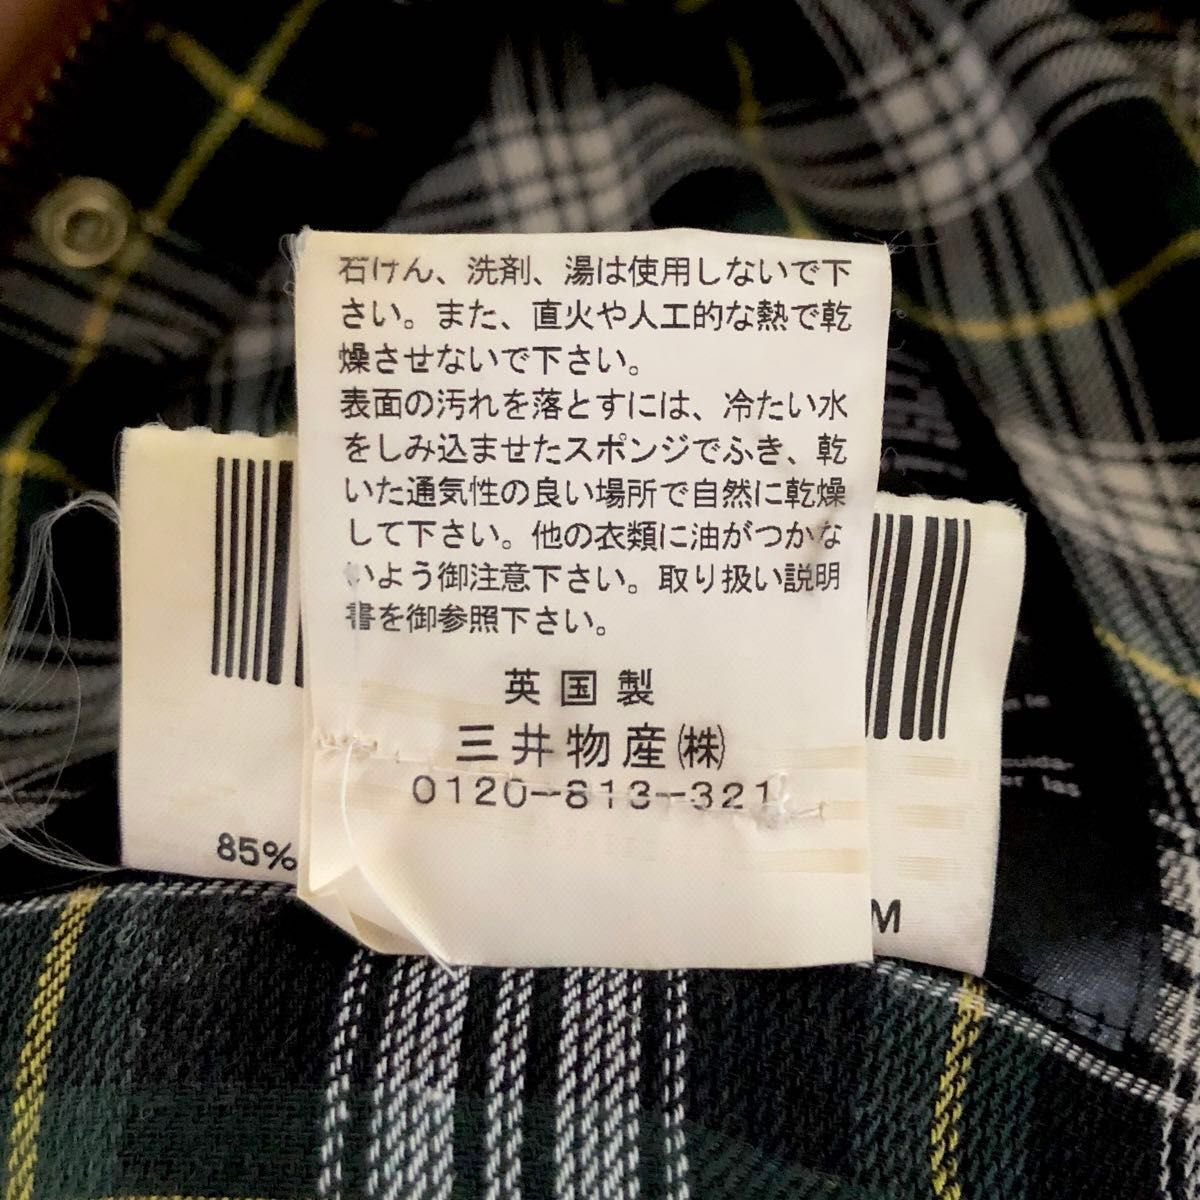 石けん、洗剤、湯は使用しないで下
さい。また、直火や人工的な熱で乾
燥させないで下さい。
表面の汚れを落とすには、冷たい水
をしみ込ませたスポンジでふき、乾
いた通気性の良い場所で自然に乾燥
して下さい。他の衣類に油がつかな
いよう御注意下さい。取り扱い説明
書を御参照下さい。
英国製
三井物産㈱
0120-813-321
85%
M